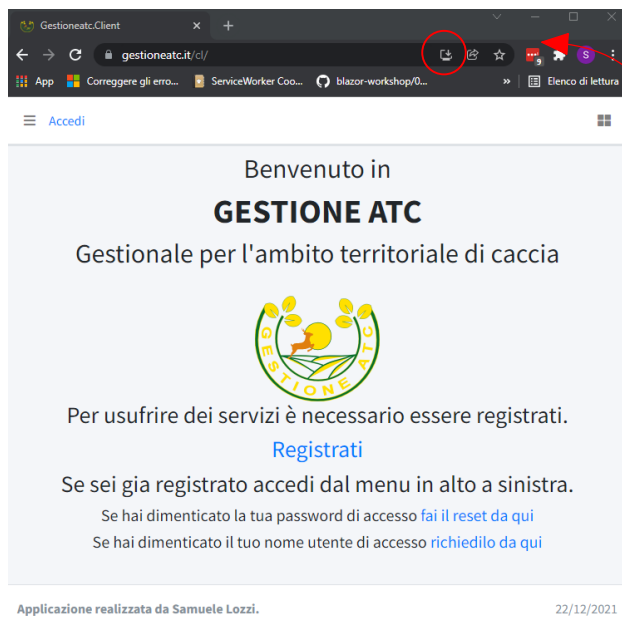 Gestioneatc.Client
gestioneatc.it/cl/
9
S
App
Correggere gli erro...
ServiceWorker Coo...
blazor-workshop/0...
»
Elenco di lettura
Accedi
Benvenuto in
GESTIONE ATC
Gestionale per l'ambito territoriale di caccia
GESTIONE ATC
Per usufrire dei servizi è necessario essere registrati.
Registrati
Se sei gia registrato accedi dal menu in alto a sinistra.
Se hai dimenticato la tua password di accesso fai il reset da qui
Se hai dimenticato il tuo nome utente di accesso richiedilo da qui
Applicazione realizzata da Samuele Lozzi.
22/12/2021